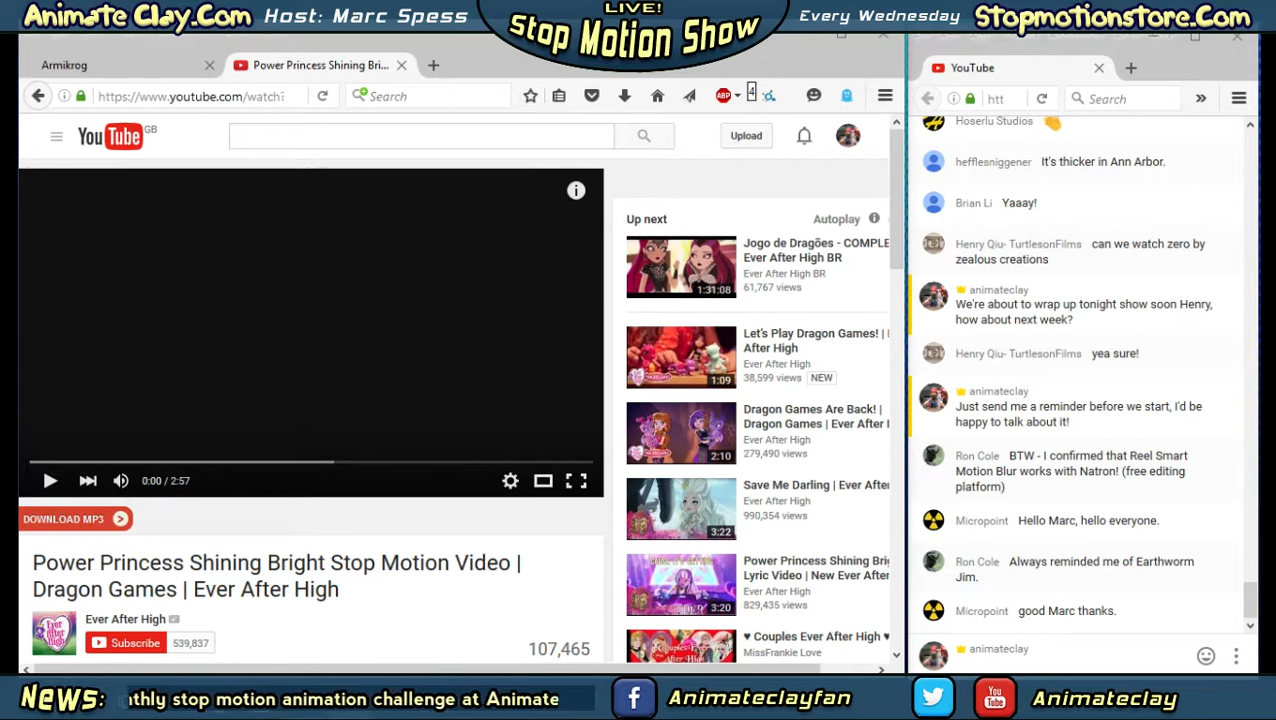 Animate Clay.Com Host: Marc Spess
LIVE!
Stop Motion Show
Every Wednesday Stopmotionstore.Com
Armikrog
Power Princess Shining Bri...
https://www.youtube.com/watch?
Search
ABP
4
YouTube GB
Upload
0:00 / 2:57
DOWNLOAD MP3
Power Princess Shining Bright Stop Motion Video |
Dragon Games | Ever After High
Ever After High
Subscribe 539,837
107,465
Up next
Autoplay
Jogo de Dragões - COMPLE
Ever After High BR
Ever After High BR
61,767 views
1:31:08
Let's Play Dragon Games! |
After High
Ever After High
38,599 views NEW
1:09
Dragon Games Are Back! |
Dragon Games | Ever After
Ever After High
279,490 views
2:10
Save Me Darling | Ever After
Ever After High
990,354 views
3:22
Power Princess Shining Brig
Lyric Video | New Ever After
Ever After High
829,435 views
3:20
♥ Couples Ever After High ♥
MissFrankie Love
YouTube
htt
Search
Hoserlu Studios
hefflesniggener It's thicker in Ann Arbor.
Brian Li Yaaay!
Henry Qiu- TurtlesonFilms can we watch zero by
zealous creations
animateclay
We're about to wrap up tonight show soon Henry,
how about next week?
Henry Qiu- TurtlesonFilms yea sure!
animateclay
Just send me a reminder before we start, I'd be
happy to talk about it!
Ron Cole BTW - I confirmed that Reel Smart
Motion Blur works with Natron! (free editing
platform)
Micropoint Hello Marc, hello everyone.
Ron Cole Always reminded me of Earthworm
Jim.
Micropoint good Marc thanks.
animateclay
News: thly stop motion animation challenge at Animate
Animateclayfan
You Tube
Animateclay